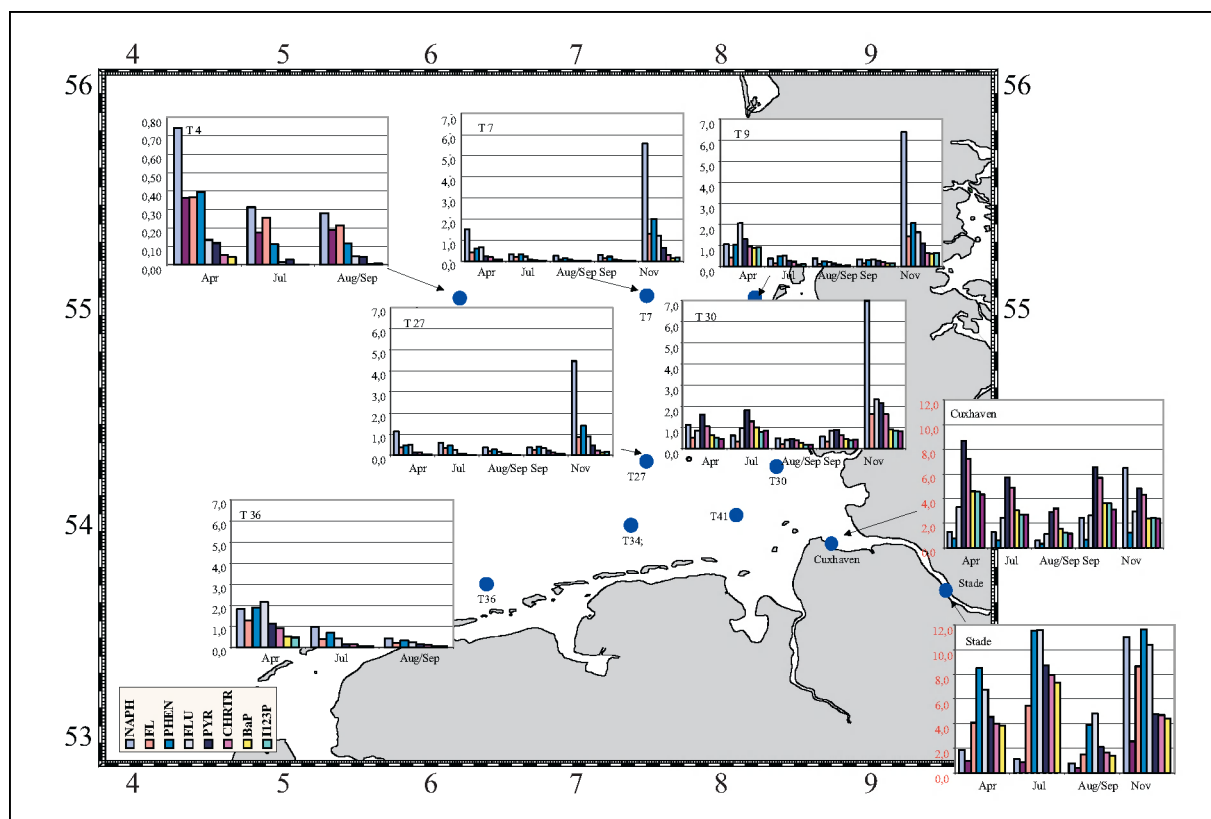 4 5 6 7 8 9
56 56
T 4
0,80
0,70
0,60
0,50
0,40
0,30
0,20
0,10
0,00
Apr Jul Aug/Sep
T 7
7,0
6,0
5,0
4,0
3,0
2,0
1,0
0,0
Apr Jul Aug/Sep Sep Nov
T 9
7,0
6,0
5,0
4,0
3,0
2,0
1,0
0,0
Apr Jul Aug/Sep Sep Nov
55 55
T7
T 27
7,0
6,0
5,0
4,0
3,0
2,0
1,0
0,0
Apr Jul Aug/Sep Sep Nov
T 30
7,0
6,0
5,0
4,0
3,0
2,0
1,0
0,0
Apr Jul Aug/Sep Sep Nov
T27
T30
Cuxhaven
12,0
10,0
8,0
6,0
4,0
2,0
0,0
Apr Jul Aug/Sep Sep Nov
54
T41
T34;
Cuxhaven
Stade
T36
T 36
7,0
6,0
5,0
4,0
3,0
2,0
1,0
0,0
Apr Jul Aug/Sep
Stade
12,0
10,0
8,0
6,0
4,0
2,0
0,0
Apr Jul Aug/Sep Nov
NAPH
FL
PHEN
FLU
PYR
CHRTR
BaP
I123P
53 53
4 5 6 7 8 9